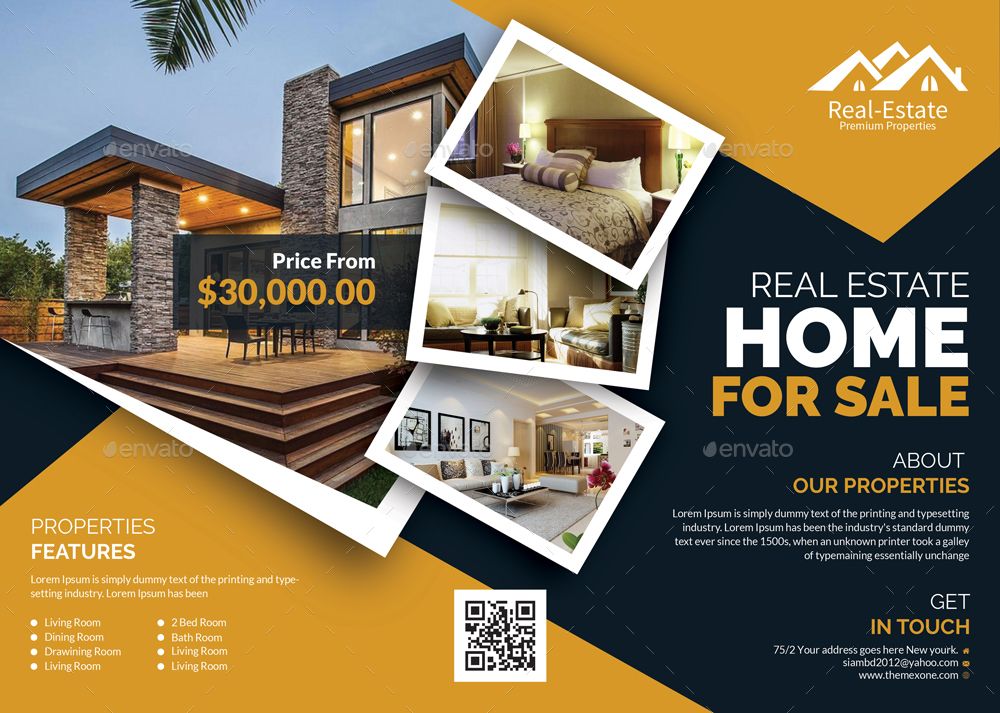 Real-Estate
Premium Properties
Price From
$30,000.00
REAL ESTATE
HOME
FOR SALE
ABOUT
OUR PROPERTIES
Lorem Ipsum is simply dummy text of the printing and typesetting
industry. Lorem Ipsum has been the industry's standard dummy
text ever since the 1500s, when an unknown printer took a galley
of typemaining essentially unchange
PROPERTIES
FEATURES
Lorem Ipsum is simply dummy text of the printing and type-
setting industry. Lorem Ipsum has been
Living Room
Dining Room
Drawining Room
Living Room
2 Bed Room
Bath Room
Living Room
Living Room
GET
IN TOUCH
75/2 Your address goes here New yourk.
siambd2012@yahoo.com
www.themexone.com
envato
envato
envato
envato
envato
envato